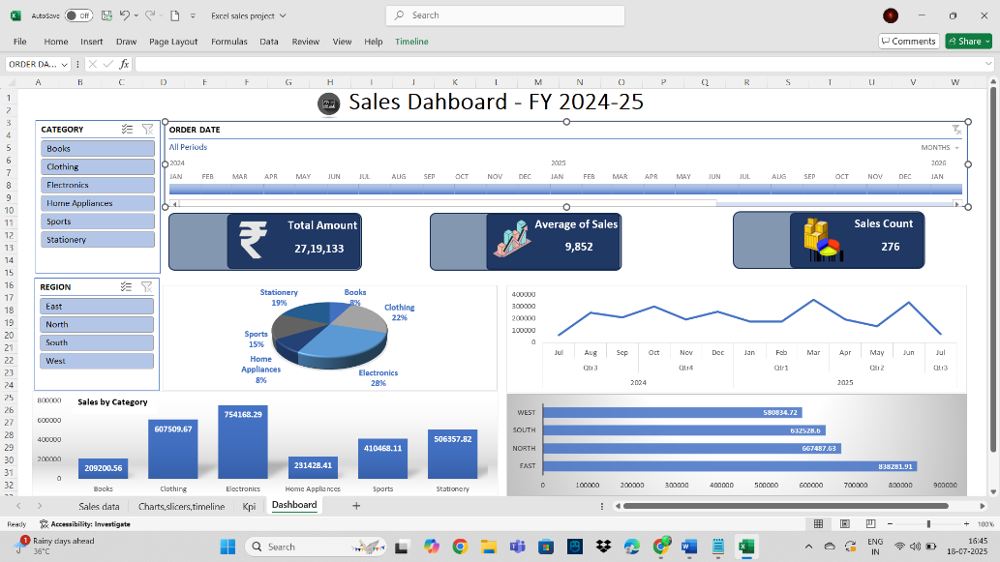 AutoSave Off Excel sales project Search
File Home Insert Draw Page Layout Formulas Data Review View Help Timeline Comments Share
ORDER DA... fx
A B C D E F G H I J K L M N O P Q R S T U V W
1
2
3
4
5
6
7
8
9
10
11
12
13
14
15
16
17
18
19
20
21
22
23
24
25
26
27
28
29
30
31
32
Sales Dahboard - FY 2024-25
CATEGORY
Books
Clothing
Electronics
Home Appliances
Sports
Stationery
ORDER DATE
All Periods
MONTHS
2024 2025 2026
JAN FEB MAR APR MAY JUN JUL AUG SEP OCT NOV DEC JAN FEB MAR APR MAY JUN JUL AUG SEP OCT NOV DEC JAN
Total Amount
27,19,133
Average of Sales
9,852
Sales Count
276
REGION
East
North
South
West
Stationery
19%
Books
8%
Clothing
22%
Sports
15%
Home
Appliances
8%
Electronics
28%
400000
300000
200000
100000
0
Jul Aug Sep Oct Nov Dec Jan Feb Mar Apr May Jun Jul
Qtr3 Qtr4 Qtr1 Qtr2 Qtr3
2024 2025
Sales by Category
800000
600000
400000
200000
0
209200.56
607509.67
754168.29
231428.41
410468.11
506357.82
Books Clothing Electronics Home Appliances Sports Stationery
WEST 580834.72
SOUTH 632528.6
NORTH 667487.63
EAST 838281.91
0 100000 200000 300000 400000 500000 600000 700000 800000 900000
Sales data Charts,slicers,timeline Kpi Dashboard
Ready Accessibility: Investigate 100%
1
Rainy days ahead
36°C
Search
ENG
IN
16:45
18-07-2025